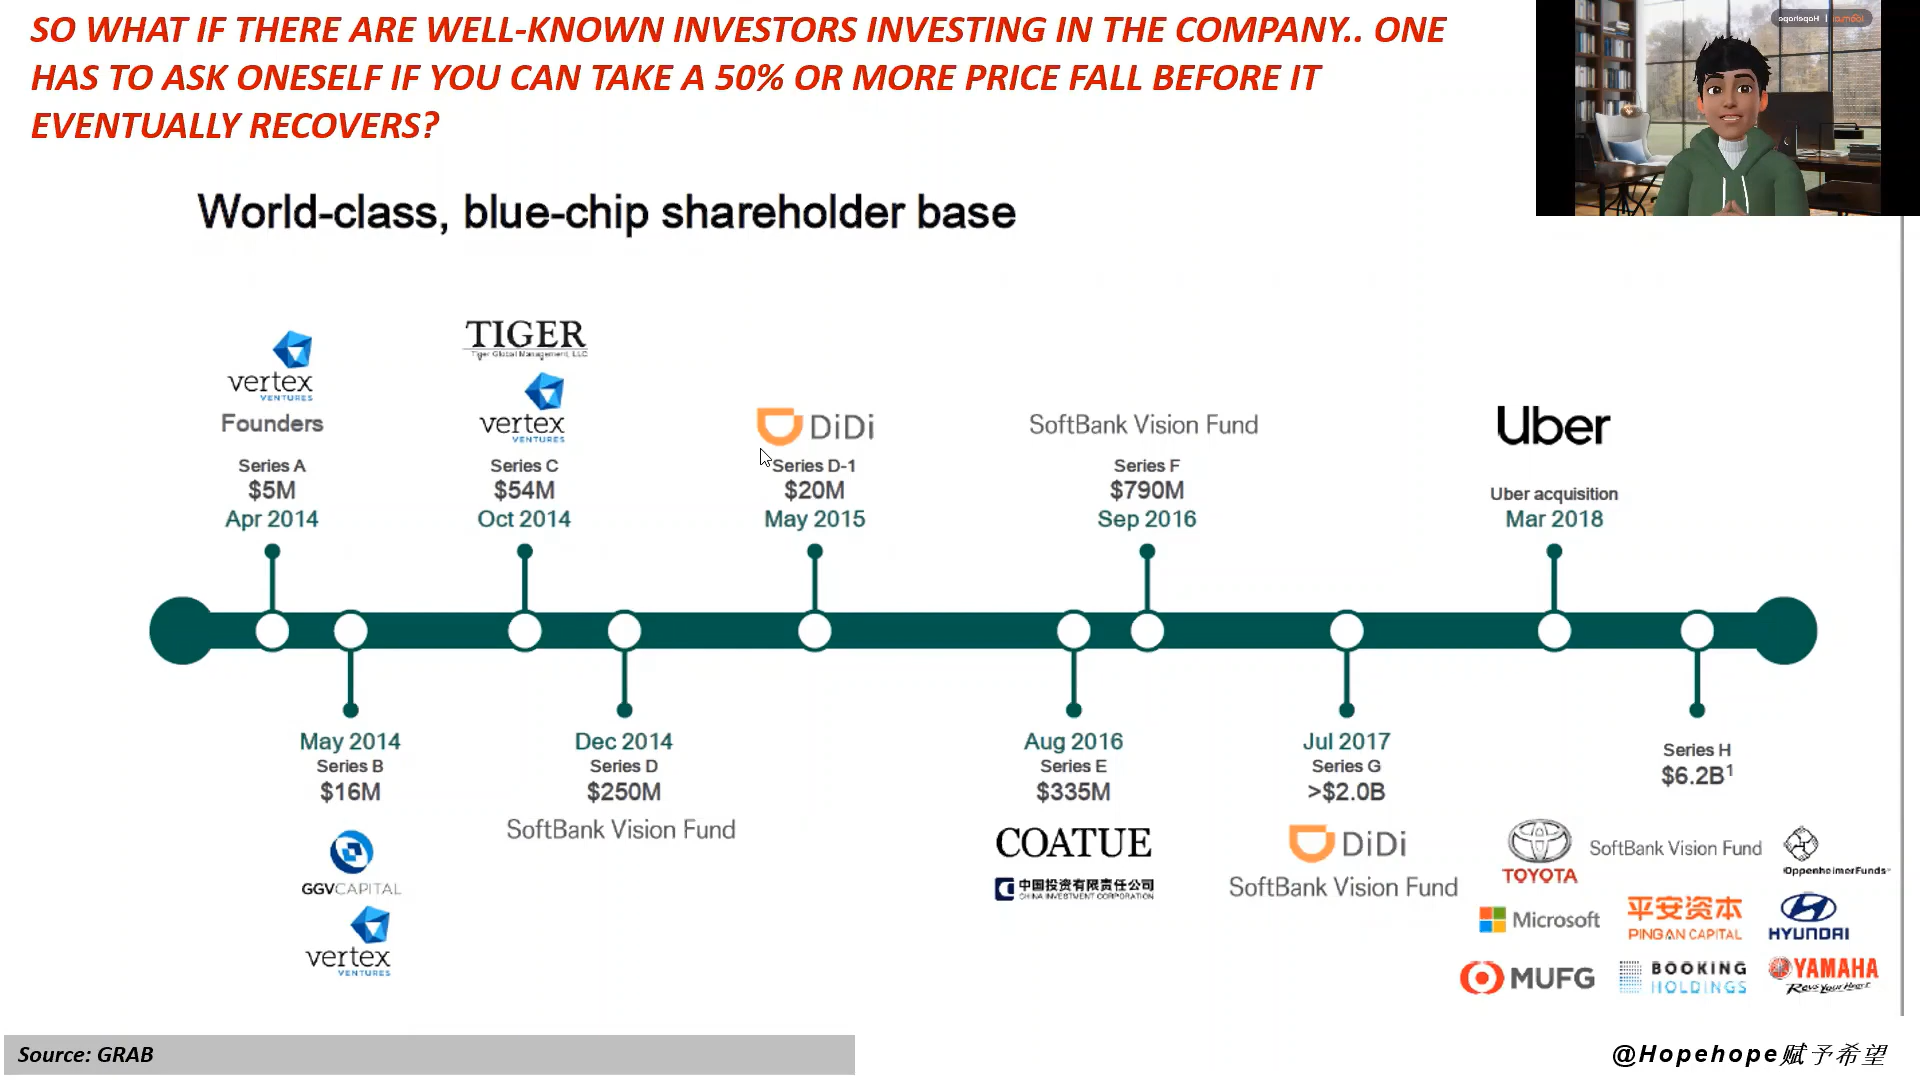 SO WHAT IF THERE ARE WELL-KNOWN INVESTORS INVESTING IN THE COMPANY.. ONE
HAS TO ASK ONESELF IF YOU CAN TAKE A 50% OR MORE PRICE FALL BEFORE IT
EVENTUALLY RECOVERS?
World-class, blue-chip shareholder base
vertex
VENTURES
Founders
Series A
$5M
Apr 2014
TIGER
Tiger Global Management, LLC
vertex
VENTURES
Series C
$54M
Oct 2014
DiDi
Series D-1
$20M
May 2015
SoftBank Vision Fund
Series F
$790M
Sep 2016
Uber
Uber acquisition
Mar 2018
May 2014
Series B
$16M
GGVCAPITAL
vertex
VENTURES
Dec 2014
Series D
$250M
SoftBank Vision Fund
Aug 2016
Series E
$335M
COATUE
中国投资有限责任公司
CHINA INVESTMENT CORPORATION
Jul 2017
Series G
>$2.0B
DiDi
SoftBank Vision Fund
Series H
$6.2B¹
TOYOTA
SoftBank Vision Fund
OppenheimerFunds
Microsoft
平安资本
PING AN CAPITAL
HYUNDAI
MUFG
BOOKING
HOLDINGS
YAMAHA
Revs Your Heart
Source: GRAB
@Hopehope赋予希望